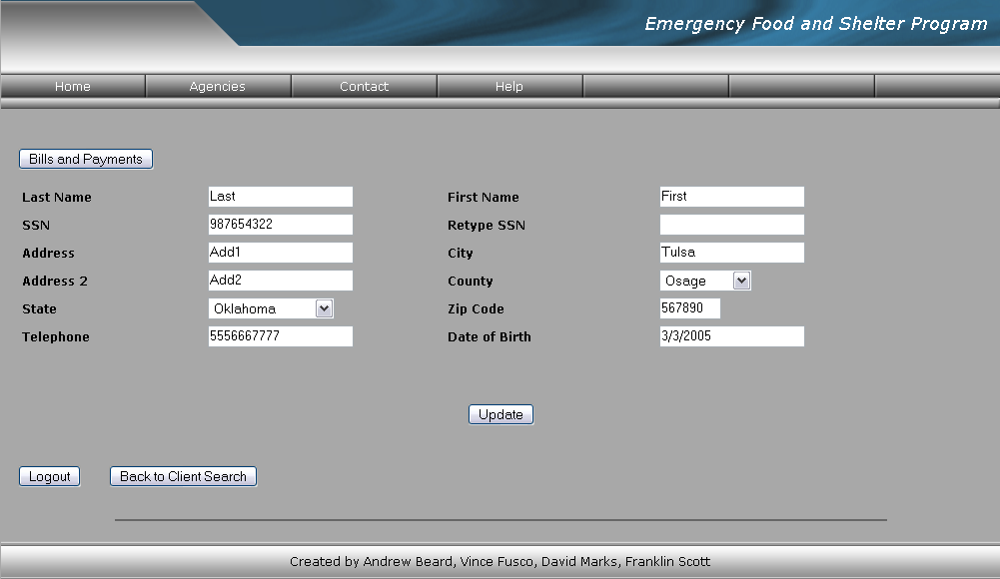 Emergency Food and Shelter Program
Home Agencies Contact Help
Bills and Payments
Last Name Last First Name First
SSN 987654322 Retype SSN
Address Add1 City Tulsa
Address 2 Add2 County Osage
State Oklahoma Zip Code 567890
Telephone 5556667777 Date of Birth 3/3/2005
Update
Logout Back to Client Search
Created by Andrew Beard, Vince Fusco, David Marks, Franklin Scott